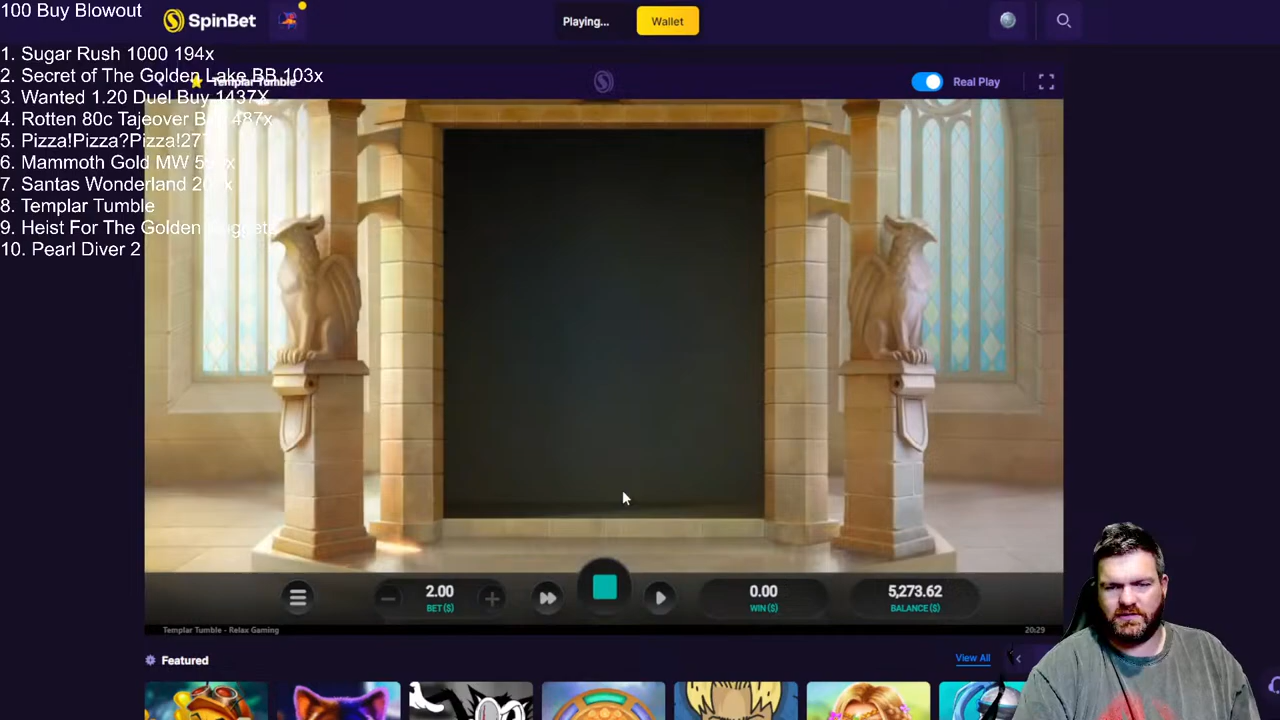 100 Buy Blowout
SpinBet
Playing...
Wallet
1. Sugar Rush 1000 194x
2. Secret of The Golden Lake BB 103x
Templar Tumble
Real Play
3. Wanted 1.20 Duel Buy 1437X
4. Rotten 80c Tajeover 487x
5. Pizza!Pizza?Pizza!
6. Mammoth Gold MW
7. Santas Wonderland
8. Templar Tumble
9. Heist For The Golden
10. Pearl Diver 2
2.00
BET($)
0.00
WIN($)
5,273.62
BALANCE($)
Templar Tumble - Relax Gaming
20:29
Featured
View All